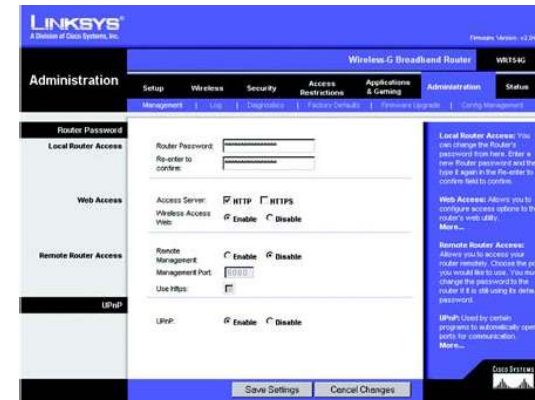 LINKSYS®
A Division of Cisco Systems, Inc.
Firmware Version: v2.04
Wireless-G Broadband Router WRT54G
Administration
Setup Wireless Security Access Restrictions Applications & Gaming Administration Status
Management | Log | Diagnostics | Factory Defaults | Firmware Upgrade | Config Management
Router Password
Local Router Access
Router Password:
Re-enter to
confirm:
Web Access
Access Server: HTTP HTTPS
Wireless Access
Web: Enable Disable
Remote Router Access
Remote
Management: Enable Disable
Management Port: 8080
Use https:
UPnP
UPnP: Enable Disable
Save Settings Cancel Changes
Local Router Access: You
can change the Router's
password from here. Enter a
new Router password and the
type it again in the Re-enter to
confirm field to confirm.
Web Access: Allows you to
configure access options to th
router's web utility.
More...
Remote Router Access:
Allows you to access your
router remotely. Choose the po
you would like to use. You mus
change the password to the
router if it is still using its defau
password.
UPnP: Used by certain
programs to automatically open
ports for communication.
More...
CISCO SYSTEMS